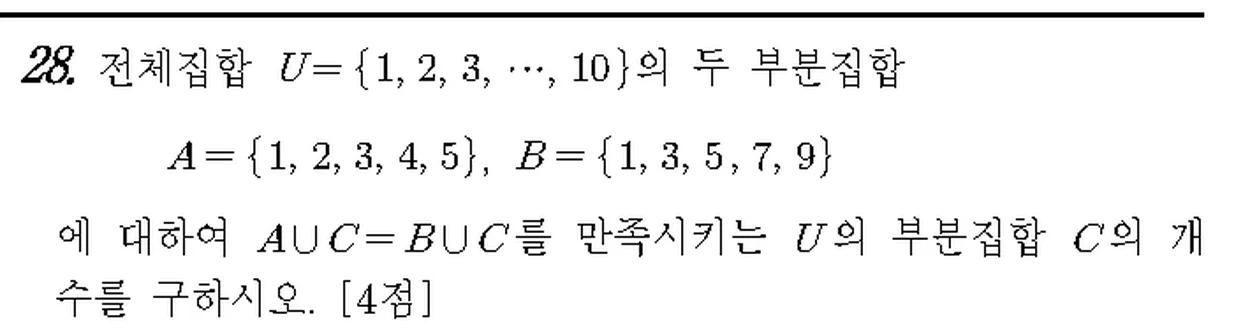 28. 전체집합 U={1, 2, 3, ⋯, 10}의 두 부분집합
A={1, 2, 3, 4, 5}, B={1, 3, 5, 7, 9}
에 대하여 A∪C=B∪C를 만족시키는 U의 부분집합 C의 개
수를 구하시오. [4점]